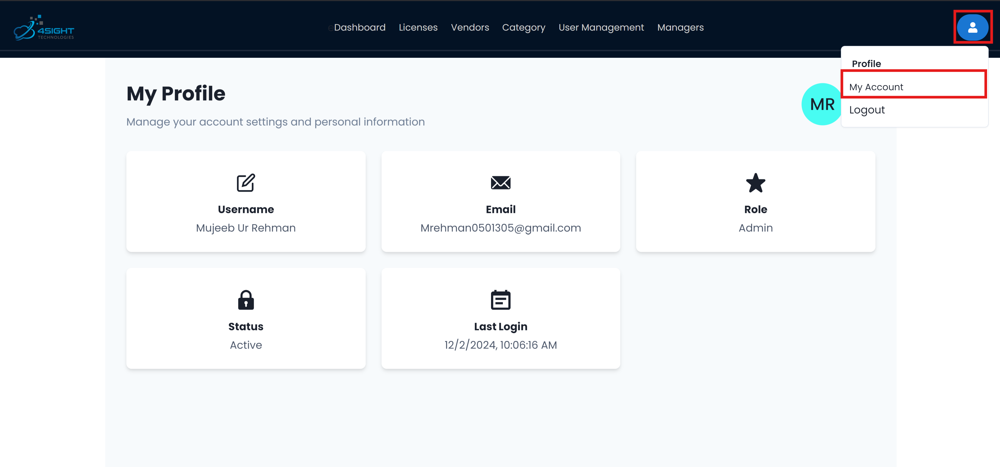 4SIGHT
TECHNOLOGIES
eDashboard Licenses Vendors Category User Management Managers
Profile
My Account
Logout
My Profile
Manage your account settings and personal information
MR
Username
Mujeeb Ur Rehman
Email
Mrehman0501305@gmail.com
Role
Admin
Status
Active
Last Login
12/2/2024, 10:06:16 AM